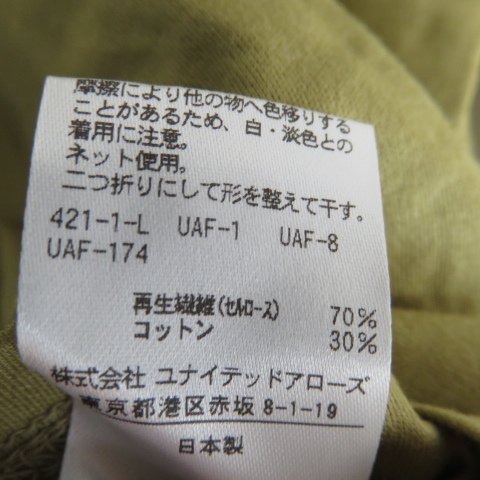 摩擦により他の物へ色移りする
ことがあるため、白・淡色との
着用に注意。
ネット使用。
二つ折りにして形を整えて干す。
421-1-L UAF-1 UAF-8
UAF-174
再生繊維(セルロース) 70%
コットン 30%
株式会社 ユナイテッドアローズ
東京都港区赤坂 8-1-19
日本製